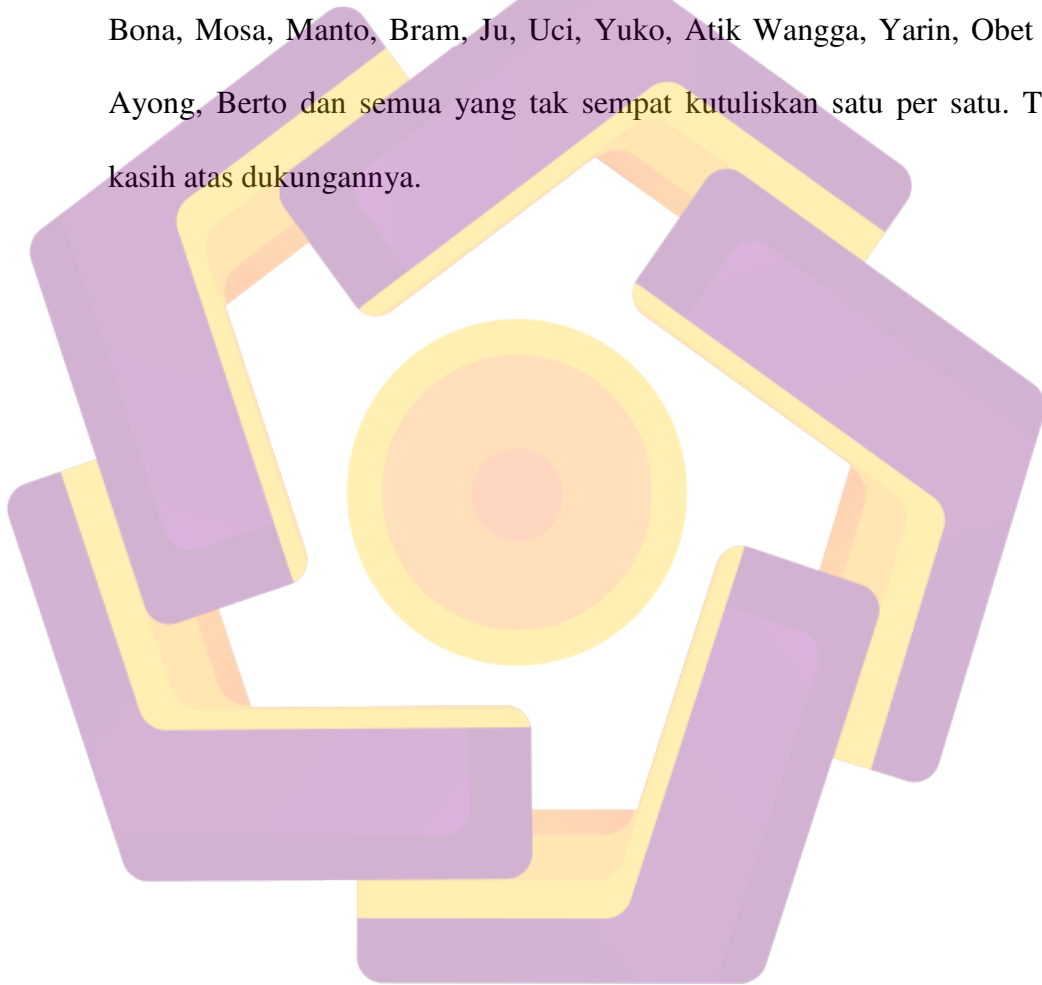 Bona, Mosa, Manto, Bram, Ju, Uci, Yuko, Atik Wangga, Yarin, Obet
Ayong, Berto dan semua yang tak sempat kutuliskan satu per satu. T
kasih atas dukungannya.